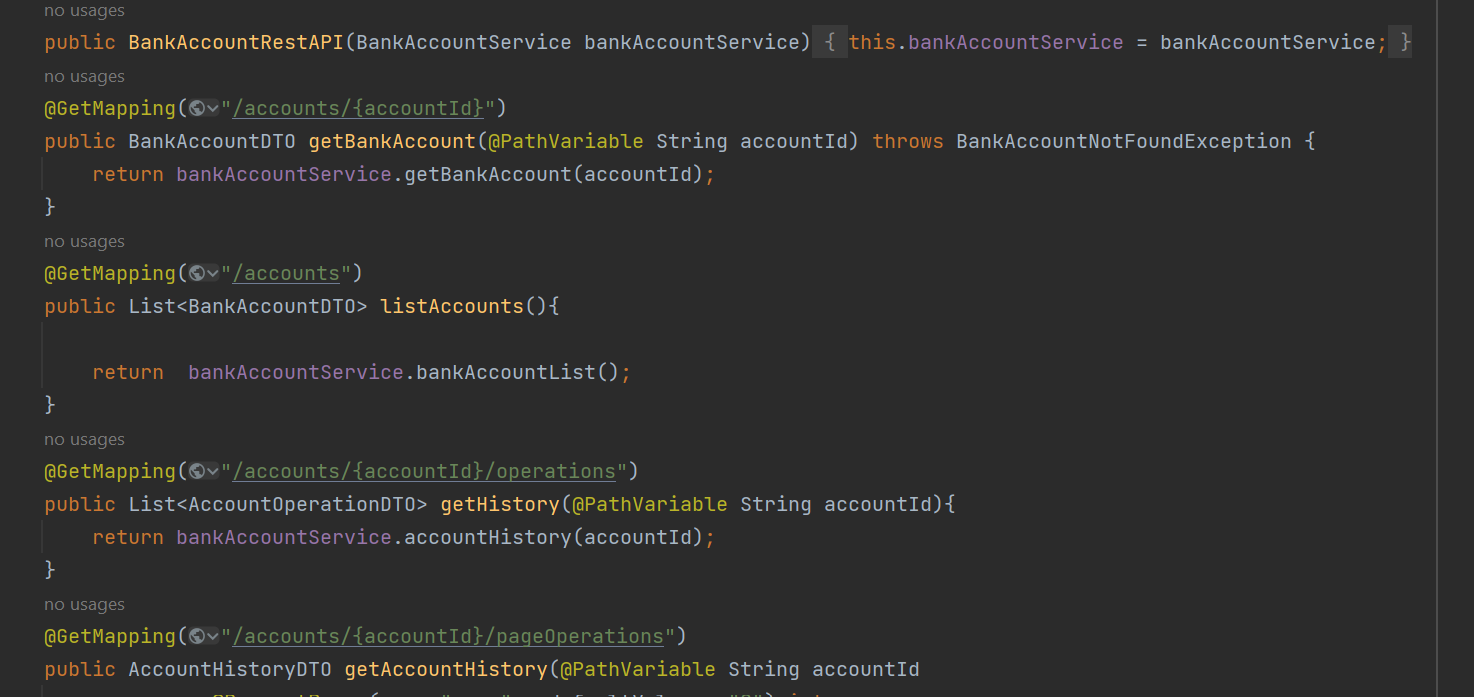 no usages
public BankAccountRestAPI(BankAccountService bankAccountService) { this.bankAccountService = bankAccountService; }
no usages
@GetMapping("/accounts/{accountId}")
public BankAccountDTO getBankAccount(@PathVariable String accountId) throws BankAccountNotFoundException {
return bankAccountService.getBankAccount(accountId);
}
no usages
@GetMapping("/accounts")
public List<BankAccountDTO> listAccounts(){
return  bankAccountService.bankAccountList();
}
no usages
@GetMapping("/accounts/{accountId}/operations")
public List<AccountOperationDTO> getHistory(@PathVariable String accountId){
return bankAccountService.accountHistory(accountId);
}
no usages
@GetMapping("/accounts/{accountId}/pageOperations")
public AccountHistoryDTO getAccountHistory(@PathVariable String accountId